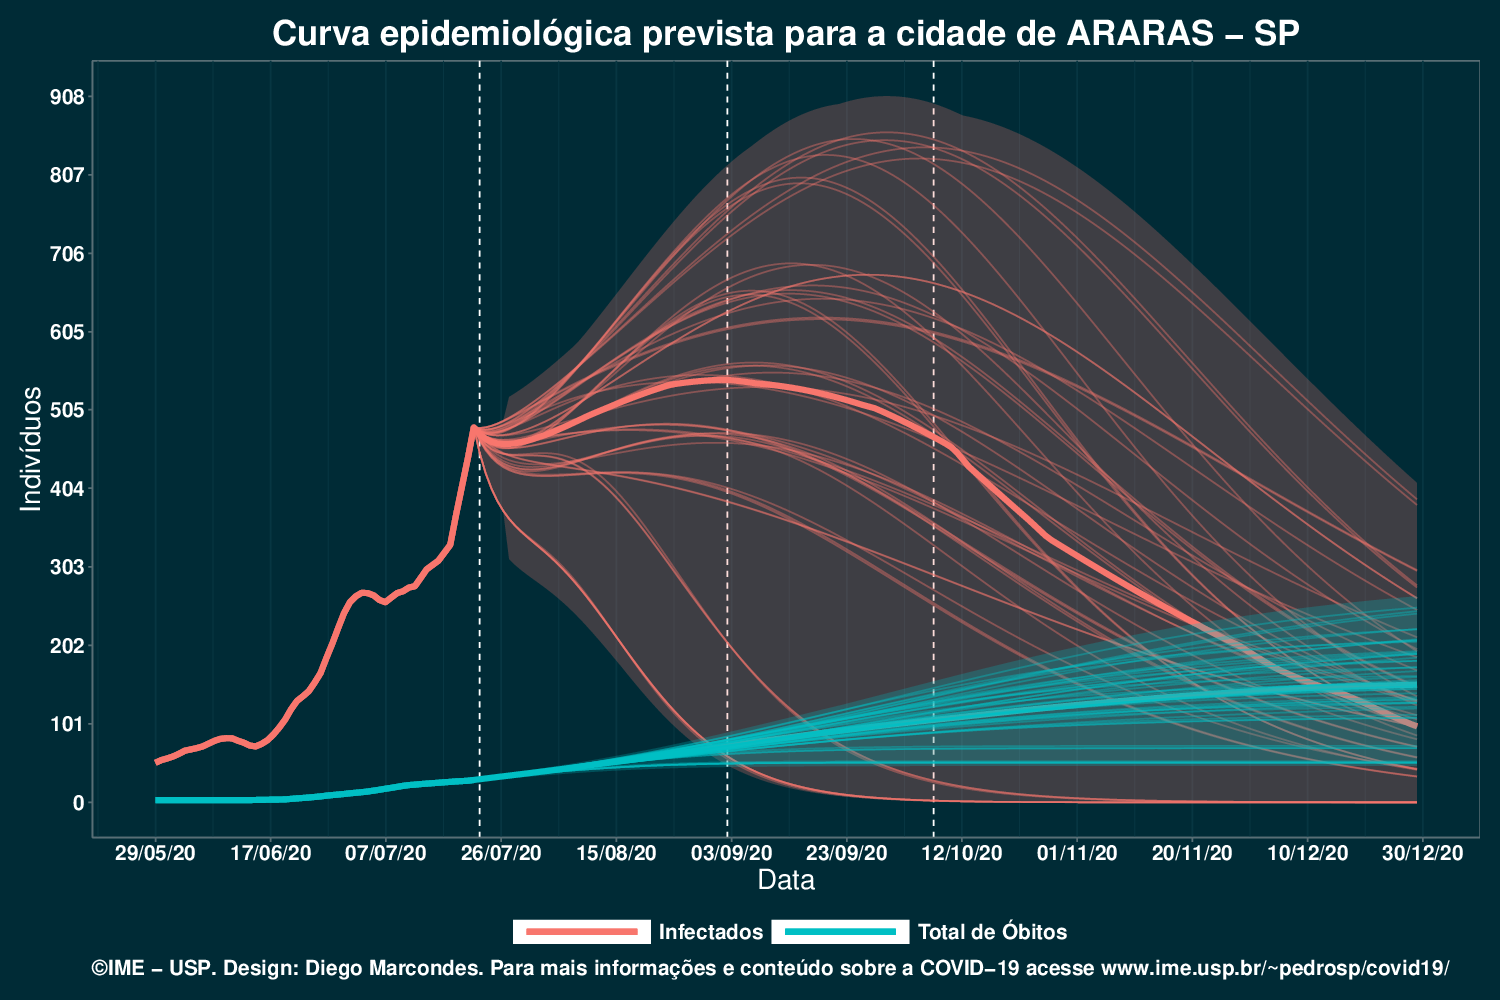 Curva epidemiológica prevista para a cidade de ARARAS – SP
908
807
706
605
505
404
303
202
101
0
Indivíduos
29/05/20 17/06/20 07/07/20 26/07/20 15/08/20 03/09/20 23/09/20 12/10/20 01/11/20 20/11/20 10/12/20 30/12/20
Data
Infectados Total de Óbitos
©IME – USP. Design: Diego Marcondes. Para mais informações e conteúdo sobre a COVID–19 acesse www.ime.usp.br/~pedrosp/covid19/